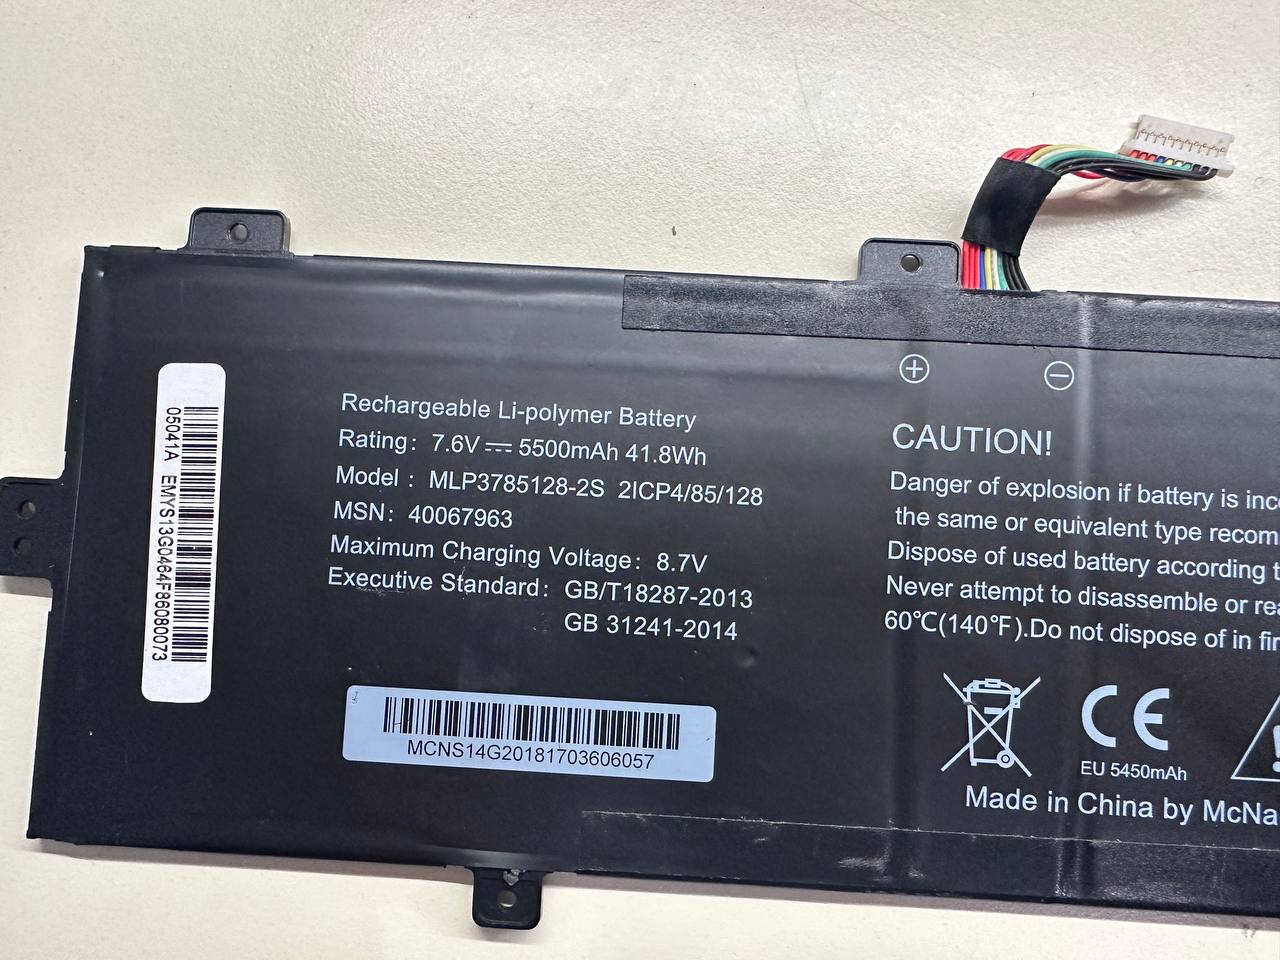 05041A EMYS13G0464F86080073
Rechargeable Li-polymer Battery
Rating: 7.6V 5500mAh 41.8Wh
Model : MLP3785128-2S 2ICP4/85/128
MSN: 40067963
Maximum Charging Voltage: 8.7V
Executive Standard: GB/T18287-2013
GB 31241-2014
MCNS14G20181703606057
+ −
CAUTION!
Danger of explosion if battery is inc
the same or equivalent type recom
Dispose of used battery according t
Never attempt to disassemble or re
60℃(140℉).Do not dispose of in fir
CE
EU 5450mAh
Made in China by McNa